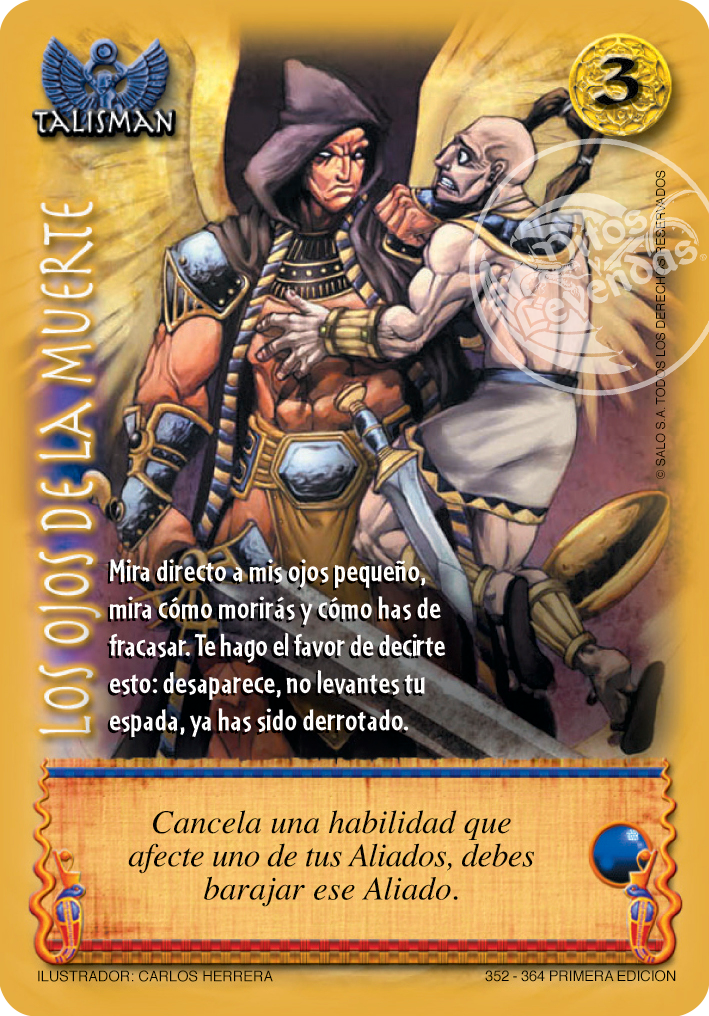 TALISMAN
3
LOS OJOS DE LA MUERTE
mitos y
Leyendas
© SALO S.A. TODOS LOS DERECHOS RESERVADOS
Mira directo a mis ojos pequeño,
mira cómo morirás y cómo has de
fracasar. Te hago el favor de decirte
esto: desaparece, no levantes tu
espada, ya has sido derrotado.
Cancela una habilidad que
afecte uno de tus Aliados, debes
barajar ese Aliado.
ILUSTRADOR: CARLOS HERRERA
352 - 364 PRIMERA EDICION